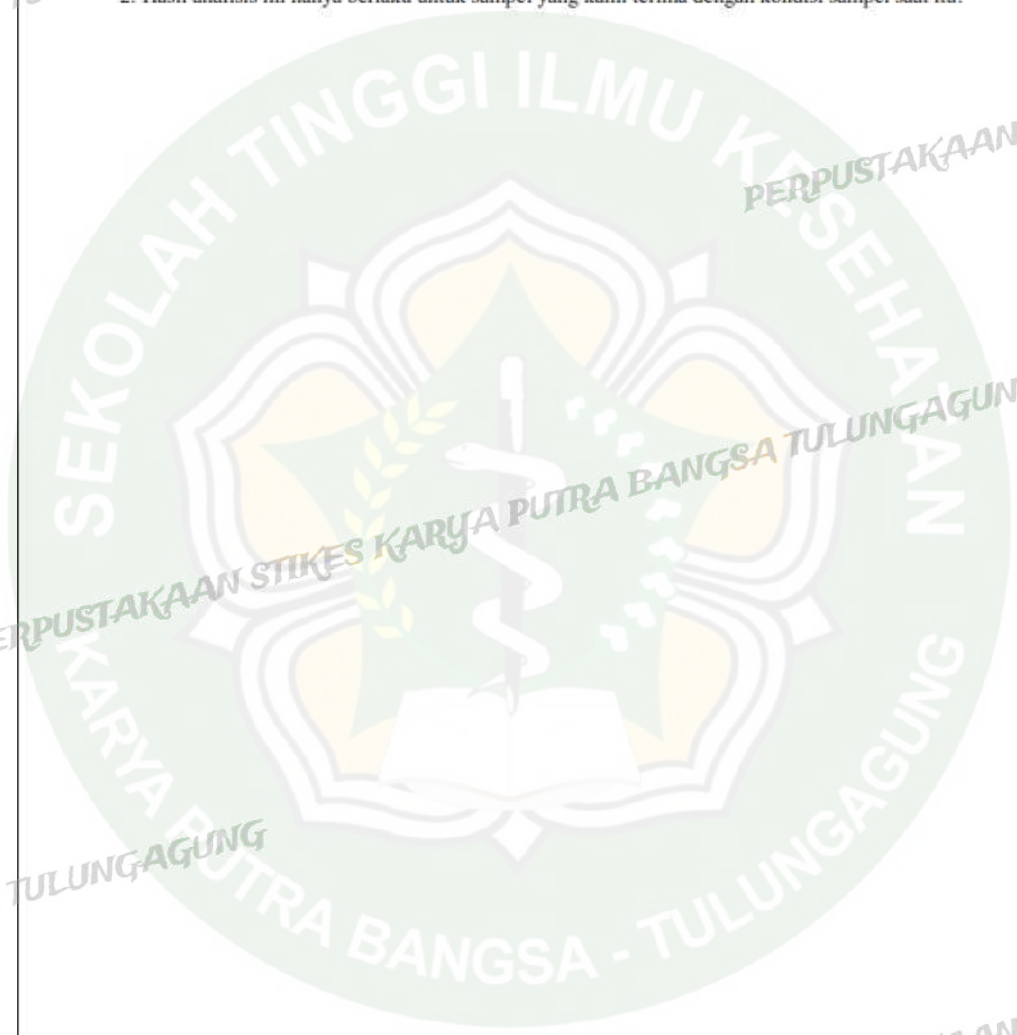 2. Hasil analisis ini hanya berlaku untuk sampel yang kami terima dengan kondisi sampel saat itu.
PERPUSTAKAAN
SEKOLAH TINGGI ILMU KESEHATAN
PERPUSTAKAAN STIKES KARYA PUTRA BANGSA TULUNGAGUN
KARYA PUTRA BANGSA - TULUNGAGUNG
TULUNGAGUNG